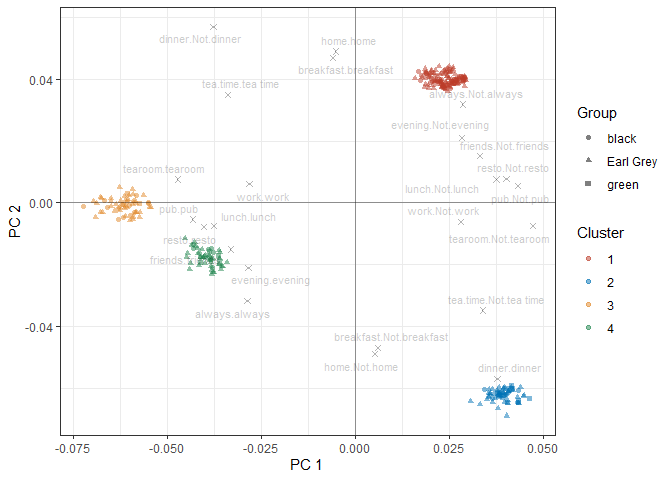 dinner.Not.dinner
home.home
breakfast.breakfast
tea.time.tea time
always.Not.always
evening.Not.evening
friends.Not.friends
tearoom.tearoom
resto.Not.resto
lunch.Not.lunch
work.work
pub.Not.pub
pub.pub
lunch.lunch
work.Not.work
resto.resto
tearoom.Not.tearoom
friends
evening.evening
tea.time.Not.tea time
always.always
breakfast.Not.breakfast
home.Not.home
dinner.dinner
0.04
0.00
-0.04
PC 2
-0.075
-0.050
-0.025
0.000
0.025
0.050
PC 1
Group
black
Earl Grey
green
Cluster
1
2
3
4